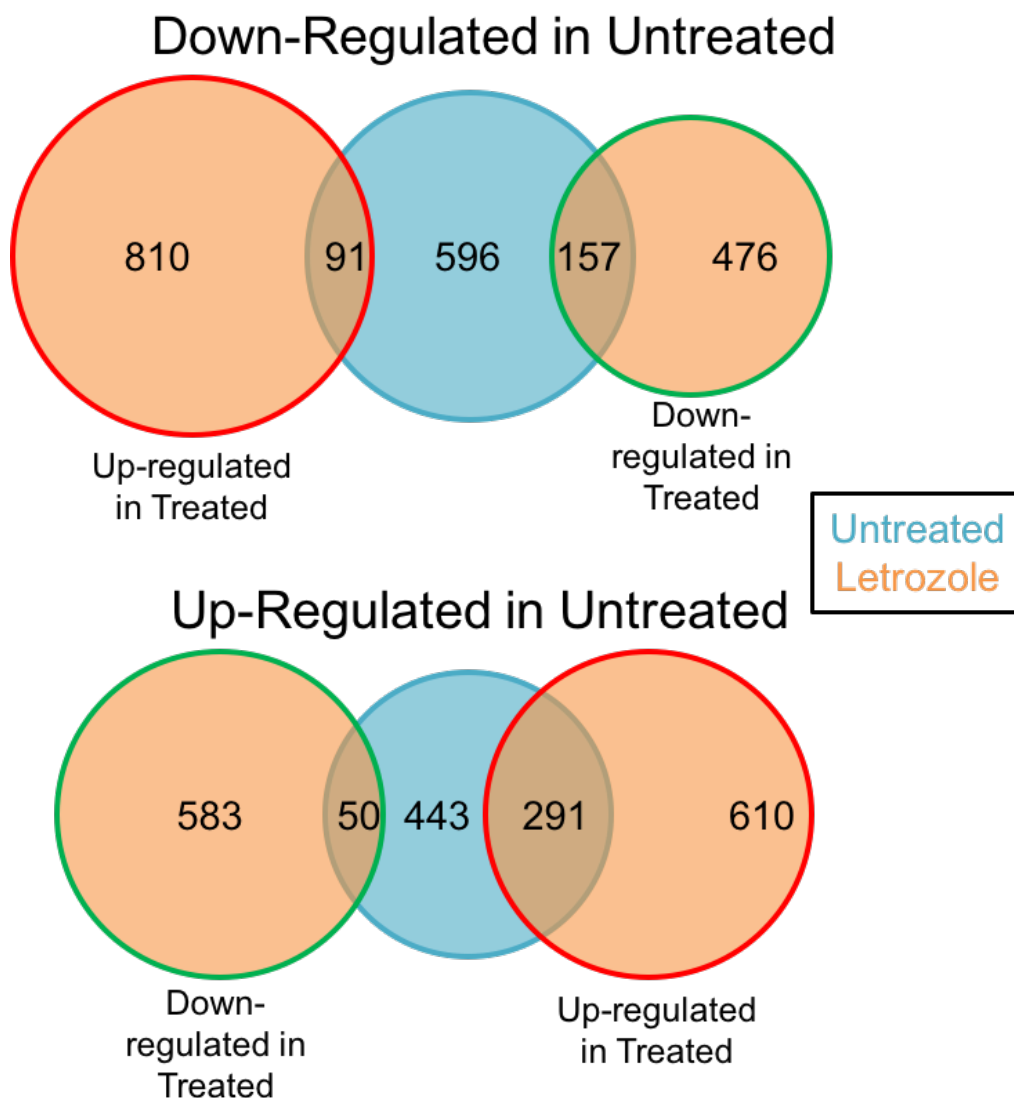 Down-Regulated in Untreated
810
91
596
157
476
Up-regulated
in Treated
Down-
regulated in
Treated
Untreated
Letrozole
Up-Regulated in Untreated
583
50
443
291
610
Down-
regulated in
Treated
Up-regulated
in Treated